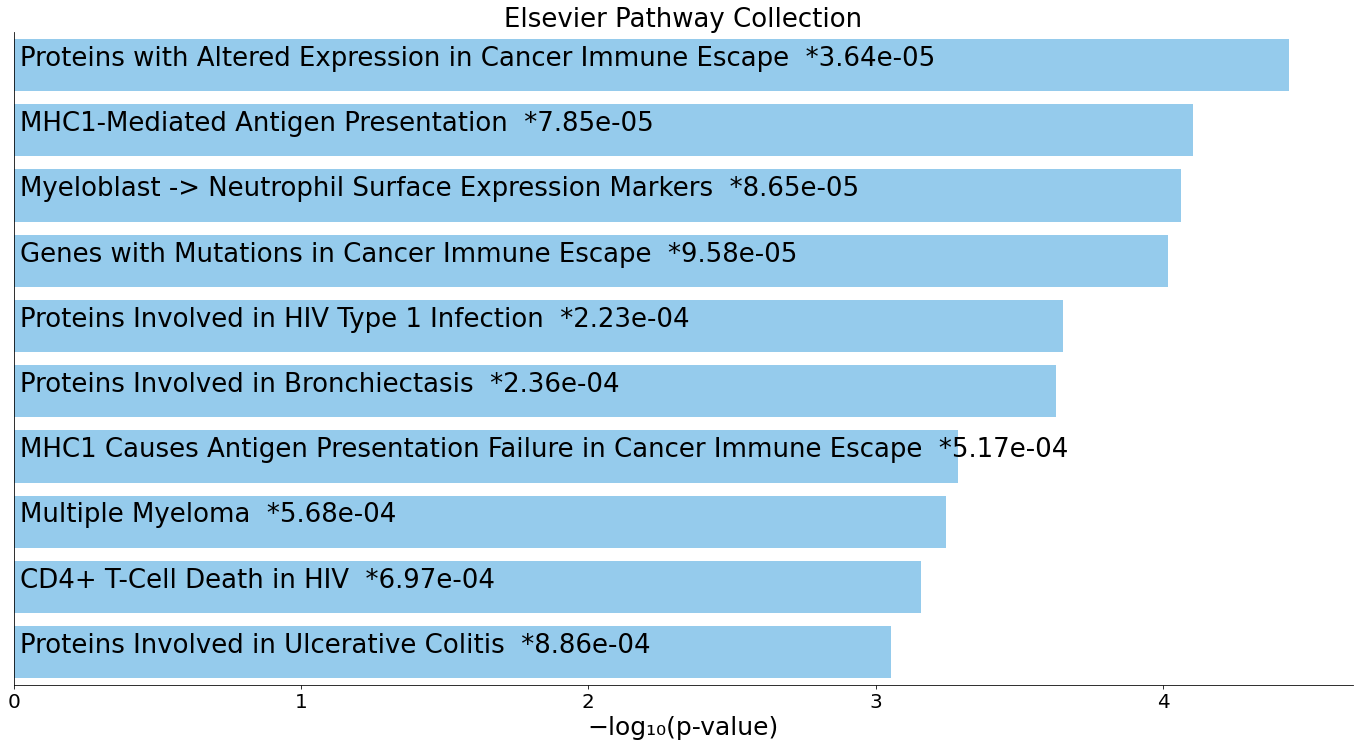 Elsevier Pathway Collection
Proteins with Altered Expression in Cancer Immune Escape  *3.64e-05
MHC1-Mediated Antigen Presentation  *7.85e-05
Myeloblast -> Neutrophil Surface Expression Markers  *8.65e-05
Genes with Mutations in Cancer Immune Escape  *9.58e-05
Proteins Involved in HIV Type 1 Infection  *2.23e-04
Proteins Involved in Bronchiectasis  *2.36e-04
MHC1 Causes Antigen Presentation Failure in Cancer Immune Escape  *5.17e-04
Multiple Myeloma  *5.68e-04
CD4+ T-Cell Death in HIV  *6.97e-04
Proteins Involved in Ulcerative Colitis  *8.86e-04
0 1 2 3 4
−log₁₀(p-value)